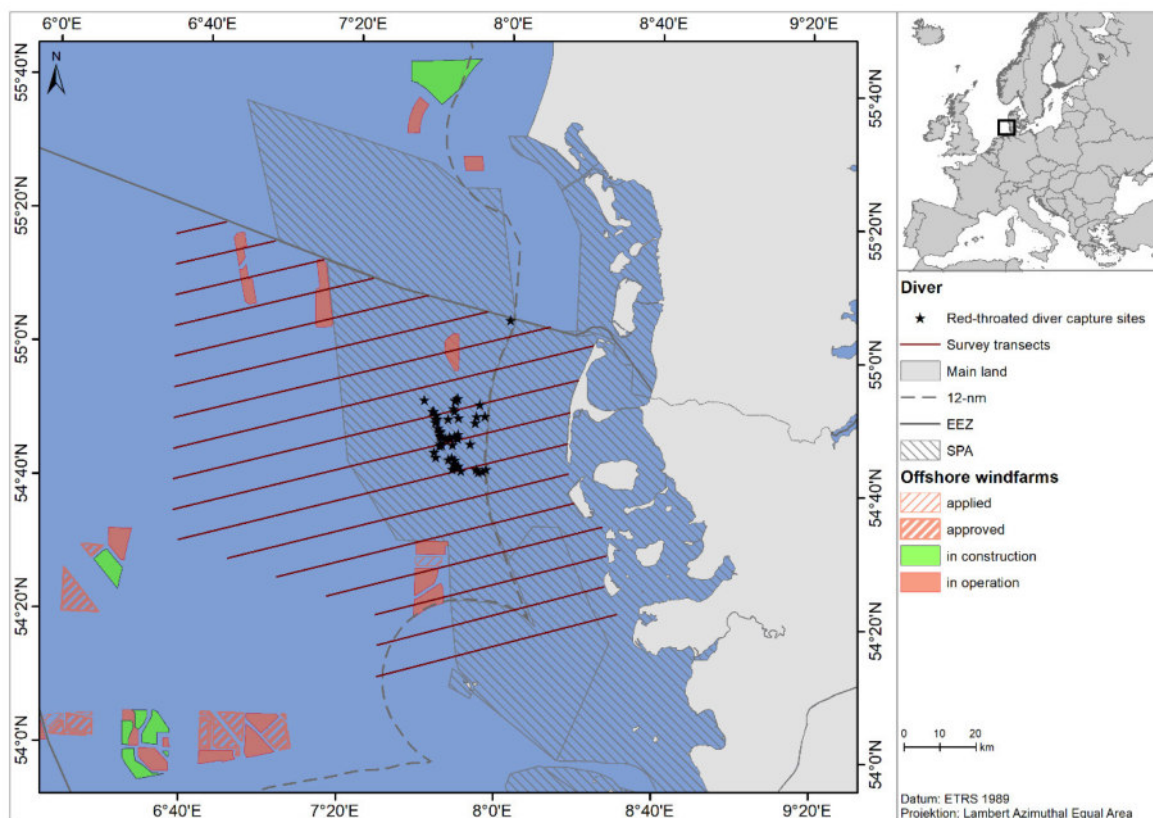 6°0'E 6°40'E 7°20'E 8°0'E 8°40'E 9°20'E
N
55°40'N 55°40'N
55°20'N 55°20'N
55°0'N 55°0'N
54°40'N 54°40'N
54°20'N 54°20'N
54°0'N 54°0'N
6°40'E 7°20'E 8°0'E 8°40'E 9°20'E
Diver
Red-throated diver capture sites
Survey transects
Main land
12-nm
EEZ
SPA
Offshore windfarms
applied
approved
in construction
in operation
0 10 20
km
Datum: ETRS 1989
Projektion: Lambert Azimuthal Equal Area